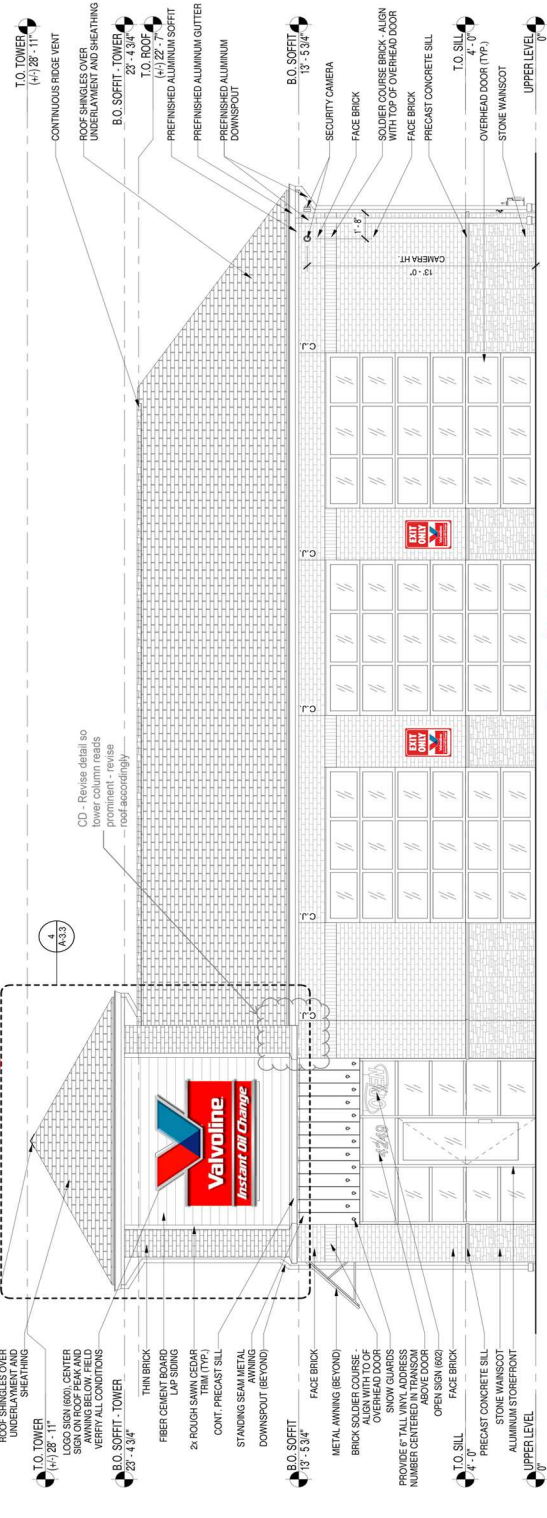 ROOF SHINGLES OVER
UNDERLAYMENT AND
SHEATHING
T.O. TOWER
(+/-) 28' - 11"
LOGO SIGN (600). CENTER
SIGN ON ROOF PEAK AND
AWNING BELOW. FIELD
VERIFY ALL CONDITIONS
B.O. SOFFIT - TOWER
23' - 4 3/4"
THIN BRICK
FIBER CEMENT BOARD
LAP SIDING
2x ROUGH SAWN CEDAR
TRIM (TYP.)
CONT. PRECAST SILL
STANDING SEAM METAL
AWNING
DOWNSPOUT (BEYOND)
B.O. SOFFIT
13' - 5 3/4"
FACE BRICK
METAL AWNING (BEYOND)
BRICK SOLDIER COURSE -
ALIGN WITH TO OF
OVERHEAD DOOR
SNOW GUARDS
PROVIDE 6" TALL VINYL ADDRESS
NUMBER CENTERED IN TRANSOM
ABOVE DOOR
OPEN SIGN (602)
FACE BRICK
T.O. SILL
4' - 0"
PRECAST CONCRETE SILL
STONE WAINSCOT
ALUMINUM STOREFRONT
UPPER LEVEL
0"
4
A-3.3
CD - Revise detail so
tower column reads
prominent - revise
roof accordingly
Valvoline
Instant Oil Change
1240
OPEN
EXIT
ONLY
EXIT
ONLY
13' - 0"
CAMERA HT.
1' - 8"
T.O. TOWER
(+/-) 28' - 11"
CONTINUOUS RIDGE VENT
ROOF SHINGLES OVER
UNDERLAYMENT AND SHEATHING
B.O. SOFFIT - TOWER
23' - 4 3/4"
T.O. ROOF
(+/-) 22' - 7"
PREFINISHED ALUMINUM SOFFIT
PREFINISHED ALUMINUM GUTTER
PREFINISHED ALUMINUM
DOWNSPOUT
B.O. SOFFIT
13' - 5 3/4"
SECURITY CAMERA
FACE BRICK
SOLDIER COURSE BRICK - ALIGN
WITH TOP OF OVERHEAD DOOR
FACE BRICK
PRECAST CONCRETE SILL
T.O. SILL
4' - 0"
OVERHEAD DOOR (TYP.)
STONE WAINSCOT
UPPER LEVEL
0"